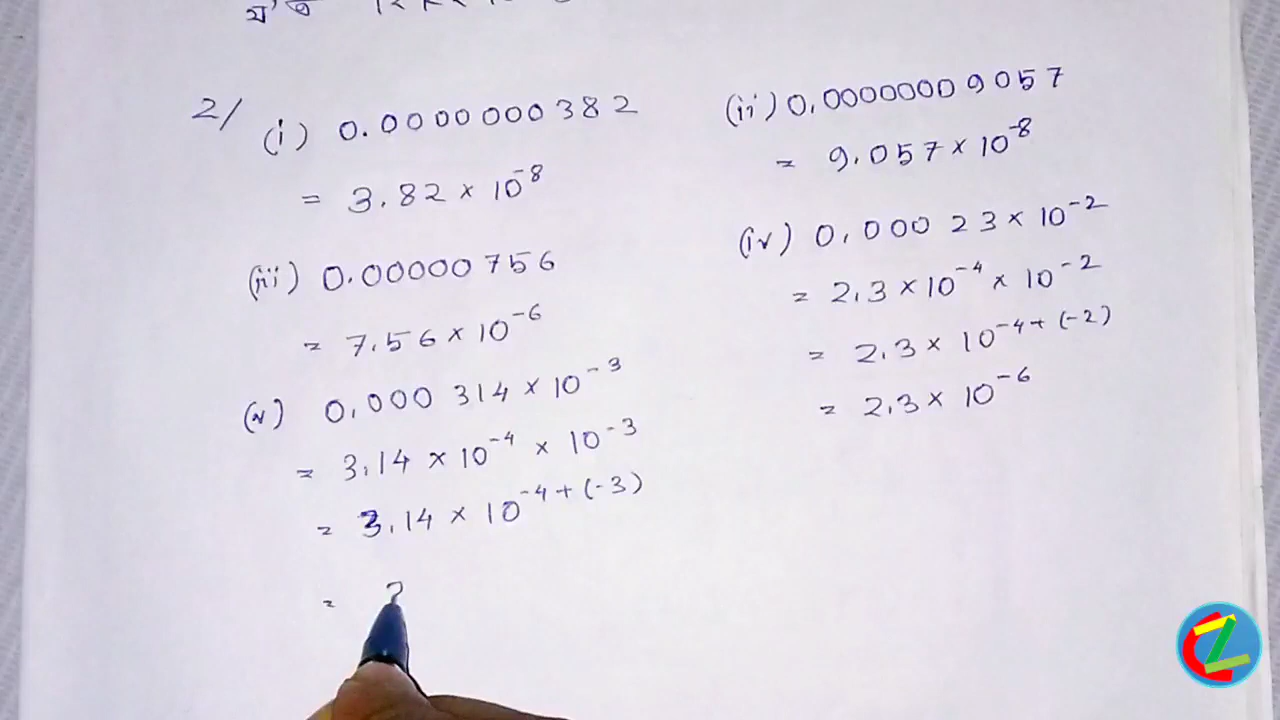 2/ (i) 0.0000000382
= 3.82 × 10⁻⁸
(ii) 0.00000009057
= 9.057 × 10⁻⁸
(iii) 0.00000756
= 7.56 × 10⁻⁶
(iv) 0.00023 × 10⁻²
= 2.3 × 10⁻⁴ × 10⁻²
= 2.3 × 10⁻⁴⁺⁽⁻²⁾
= 2.3 × 10⁻⁶
(v) 0.000314 × 10⁻³
= 3.14 × 10⁻⁴ × 10⁻³
= 3.14 × 10⁻⁴⁺⁽⁻³⁾
=